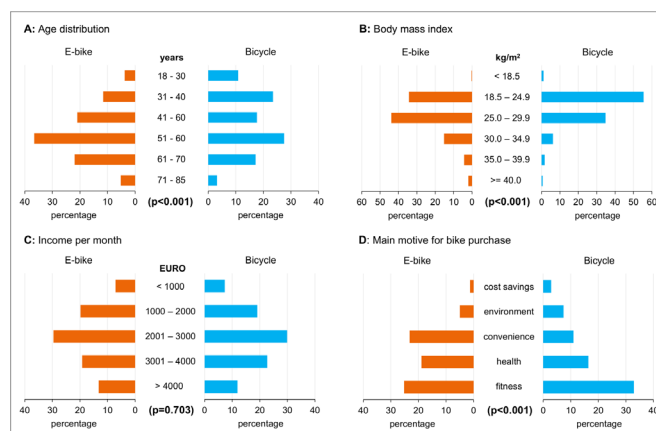 A: Age distribution
E-bike years Bicycle
18 - 30
31 - 40
41 - 60
51 - 60
61 - 70
71 - 85
40 30 20 10 0 (p<0.001) 0 10 20 30 40
percentage percentage
B: Body mass index
E-bike kg/m² Bicycle
< 18.5
18.5 – 24.9
25.0 – 29.9
30.0 – 34.9
35.0 – 39.9
>= 40.0
60 50 40 30 20 10 0 (p<0.001) 0 10 20 30 40 50 60
percentage percentage
C: Income per month
E-bike EURO Bicycle
< 1000
1000 – 2000
2001 – 3000
3001 – 4000
> 4000
40 30 20 10 0 (p=0.703) 0 10 20 30 40
percentage percentage
D: Main motive for bike purchase
E-bike Bicycle
cost savings
environment
convenience
health
fitness
40 30 20 10 0 (p<0.001) 0 10 20 30 40
percentage percentage